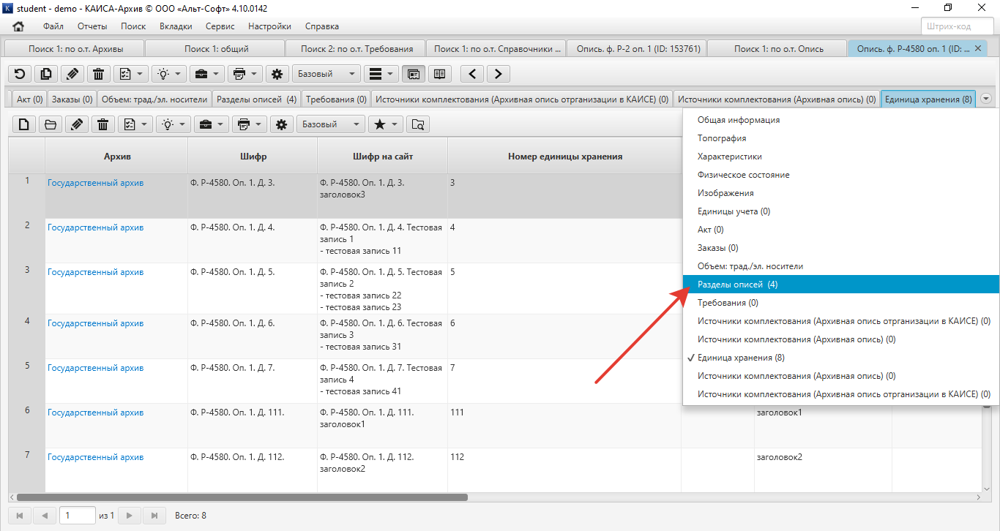 student - demo - КАИСА-Архив © ООО «Альт-Софт» 4.10.0142
Файл Отчеты Поиск Вкладки Сервис Настройки Справка Штрих-код
Поиск 1: по о.т. Архивы Поиск 1: общий Поиск 2: по о.т. Требования Поиск 1: по о.т. Справочники ... Опись. ф. Р-2 оп. 1 (ID: 153761) Поиск 1: по о.т. Опись Опись. ф. Р-4580 оп. 1 (ID: ...
Базовый
Акт (0) Заказы (0) Объем: трад./эл. носители Разделы описей (4) Требования (0) Источники комплектования (Архивная опись организации в КАИСЕ) (0) Источники комплектования (Архивная опись) (0) Единица хранения (8)
Базовый
Архив Шифр Шифр на сайт Номер единицы хранения
1 Государственный архив Ф. Р-4580. Оп. 1. Д. 3. Ф. Р-4580. Оп. 1. Д. 3. 3
заголовок3
2 Государственный архив Ф. Р-4580. Оп. 1. Д. 4. Ф. Р-4580. Оп. 1. Д. 4. Тестовая 4
запись 1
- тестовая запись 11
3 Государственный архив Ф. Р-4580. Оп. 1. Д. 5. Ф. Р-4580. Оп. 1. Д. 5. Тестовая 5
запись 2
- тестовая запись 22
- тестовая запись 23
4 Государственный архив Ф. Р-4580. Оп. 1. Д. 6. Ф. Р-4580. Оп. 1. Д. 6. Тестовая 6
запись 3
- тестовая запись 31
5 Государственный архив Ф. Р-4580. Оп. 1. Д. 7. Ф. Р-4580. Оп. 1. Д. 7. Тестовая 7
запись 4
- тестовая запись 41
6 Государственный архив Ф. Р-4580. Оп. 1. Д. 111. Ф. Р-4580. Оп. 1. Д. 111. 111 заголовок1
заголовок1
7 Государственный архив Ф. Р-4580. Оп. 1. Д. 112. Ф. Р-4580. Оп. 1. Д. 112. 112 заголовок2
заголовок2
Общая информация
Топография
Характеристики
Физическое состояние
Изображения
Единицы учета (0)
Акт (0)
Заказы (0)
Объем: трад./эл. носители
Разделы описей (4)
Требования (0)
Источники комплектования (Архивная опись организации в КАИСЕ) (0)
Источники комплектования (Архивная опись) (0)
Единица хранения (8)
Источники комплектования (Архивная опись) (0)
Источники комплектования (Архивная опись организации в КАИСЕ) (0)
1 из 1 Всего: 8